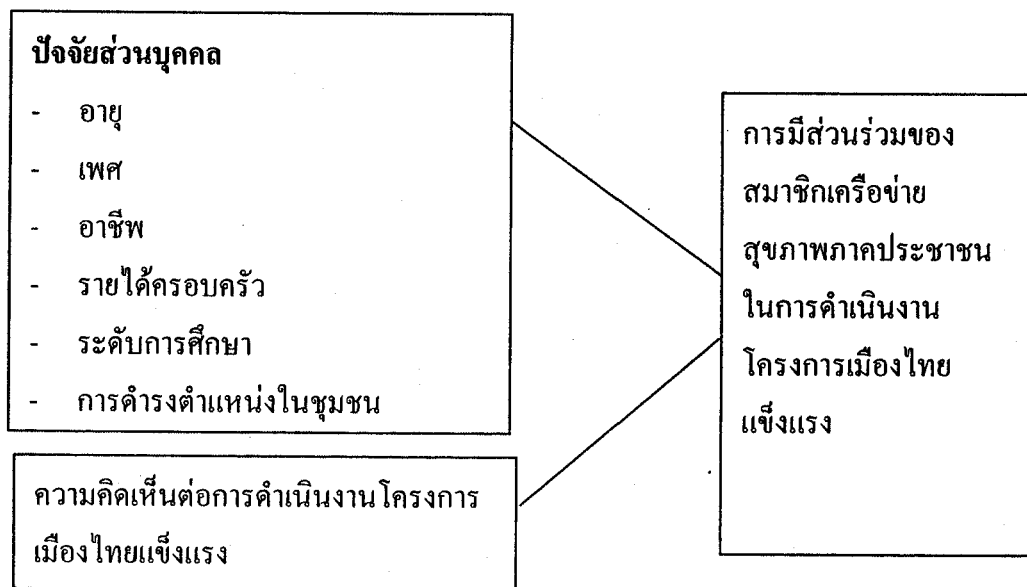 ปัจจัยส่วนบุคคล
- อายุ
- เพศ
- อาชีพ
- รายได้ครอบครัว
- ระดับการศึกษา
- การดำรงตำแหน่งในชุมชน
ความคิดเห็นต่อการดำเนินงานโครงการ
เมืองไทยแข็งแรง
การมีส่วนร่วมของ
สมาชิกเครือข่าย
สุขภาพภาคประชาชน
ในการดำเนินงาน
โครงการเมืองไทย
แข็งแรง